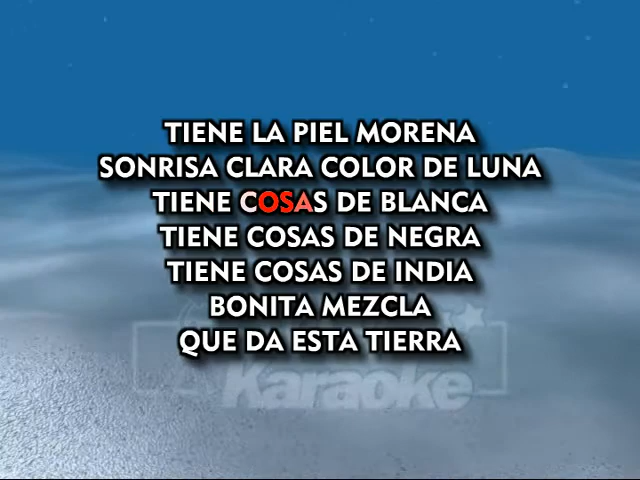 TIENE LA PIEL MORENA
SONRISA CLARA COLOR DE LUNA
TIENE COSAS DE BLANCA
TIENE COSAS DE NEGRA
TIENE COSAS DE INDIA
BONITA MEZCLA
QUE DA ESTA TIERRA
Karaoke